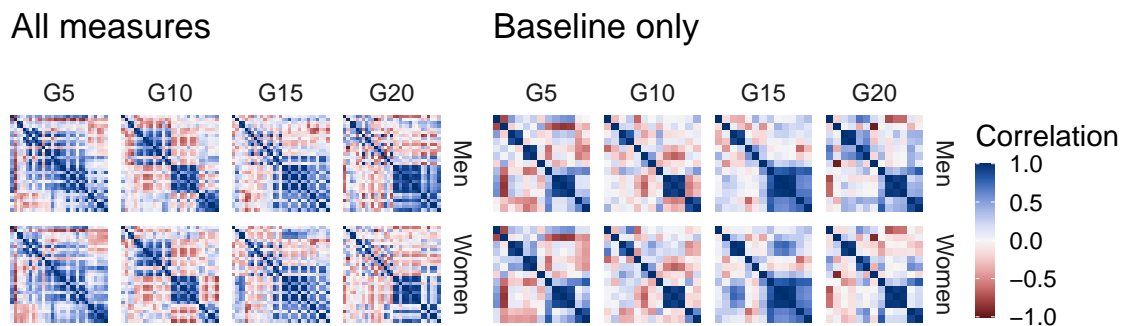 All measures
Baseline only
G5 G10 G15 G20
G5 G10 G15 G20
Men
Women
Men
Women
Correlation
1.0
0.5
0.0
−0.5
−1.0